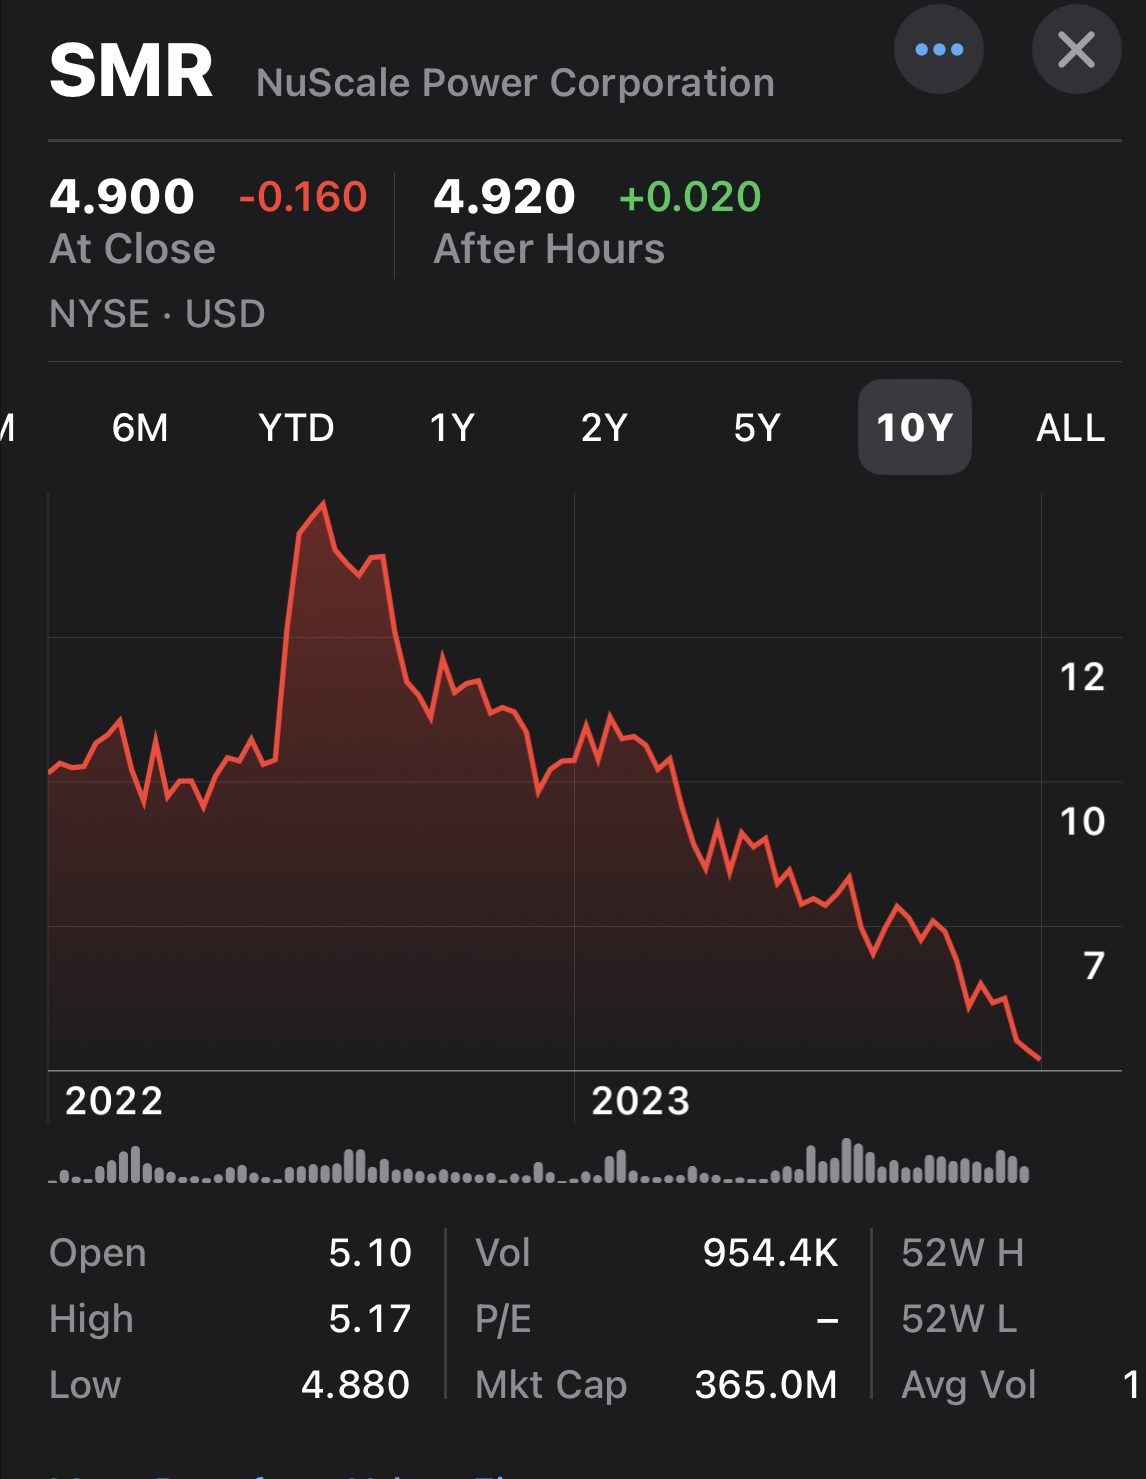 SMR NuScale Power Corporation
4.900 -0.160 4.920 +0.020
At Close After Hours
NYSE · USD
M 6M YTD 1Y 2Y 5Y 10Y ALL
12
10
7
2022 2023
Open 5.10 Vol 954.4K 52W H
High 5.17 P/E – 52W L
Low 4.880 Mkt Cap 365.0M Avg Vol 1